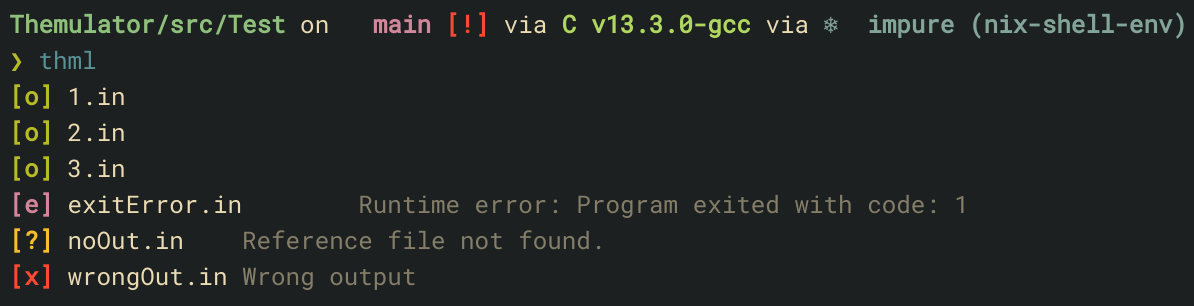 Themulator/src/Test on main [!] via C v13.3.0-gcc via ❄ impure (nix-shell-env)
❯ thml
[o] 1.in
[o] 2.in
[o] 3.in
[e] exitError.in Runtime error: Program exited with code: 1
[?] noOut.in Reference file not found.
[x] wrongOut.in Wrong output